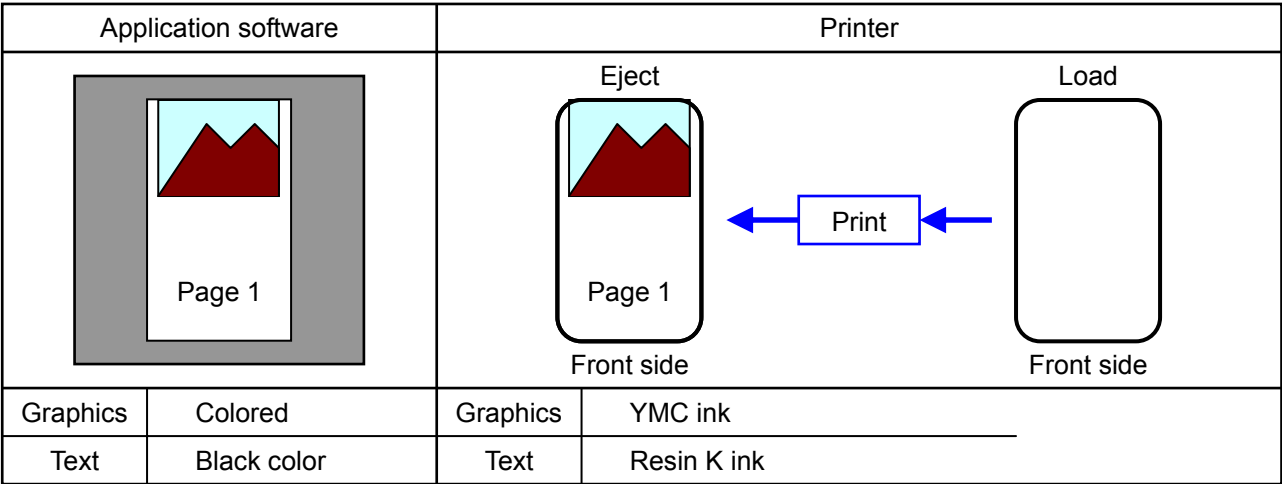 Application software
Printer
Eject
Load
Page 1
Print
Page 1
Front side
Front side
Graphics
Colored
Graphics
YMC ink
Text
Black color
Text
Resin K ink